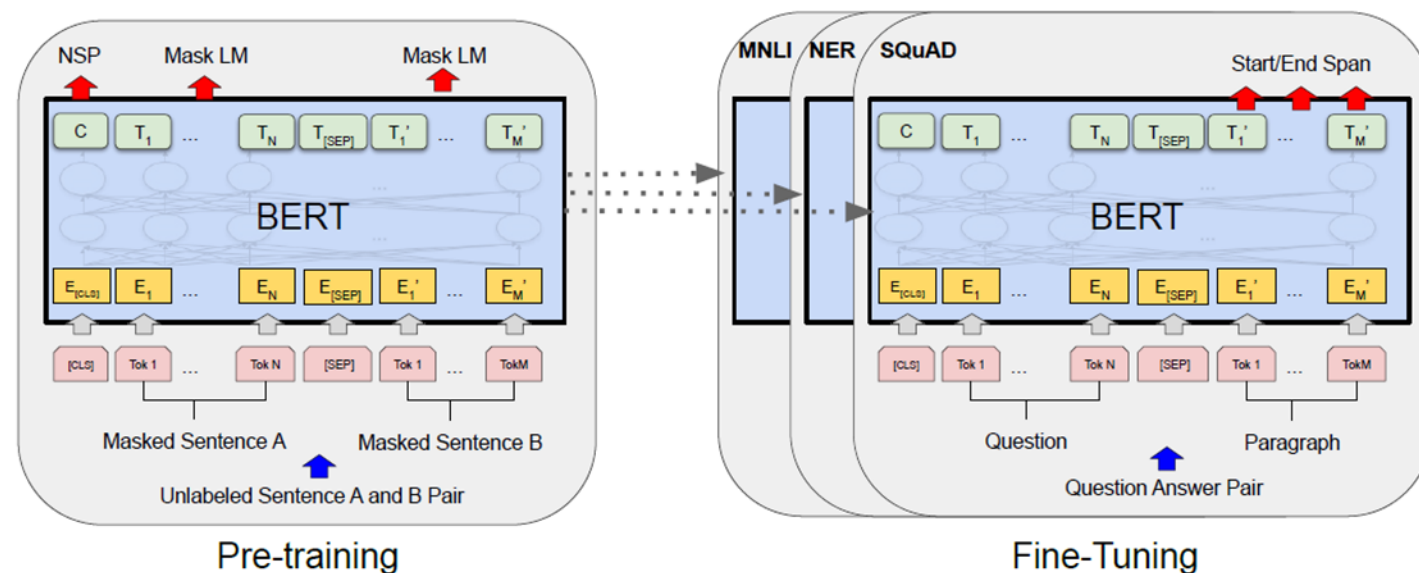 NSP Mask LM Mask LM
C T1 ... TN T[SEP] T1' ... TM'
...
BERT
...
E[CLS] E1 ... EN E[SEP] E1' ... EM'
[CLS] Tok 1 ... Tok N [SEP] Tok 1 ... TokM
Masked Sentence A Masked Sentence B
Unlabeled Sentence A and B Pair
Pre-training
MNLI NER SQuAD
Start/End Span
C T1 ... TN T[SEP] T1' ... TM'
...
BERT
...
E[CLS] E1 ... EN E[SEP] E1' ... EM'
[CLS] Tok 1 ... Tok N [SEP] Tok 1 ... TokM
Question Paragraph
Question Answer Pair
Fine-Tuning